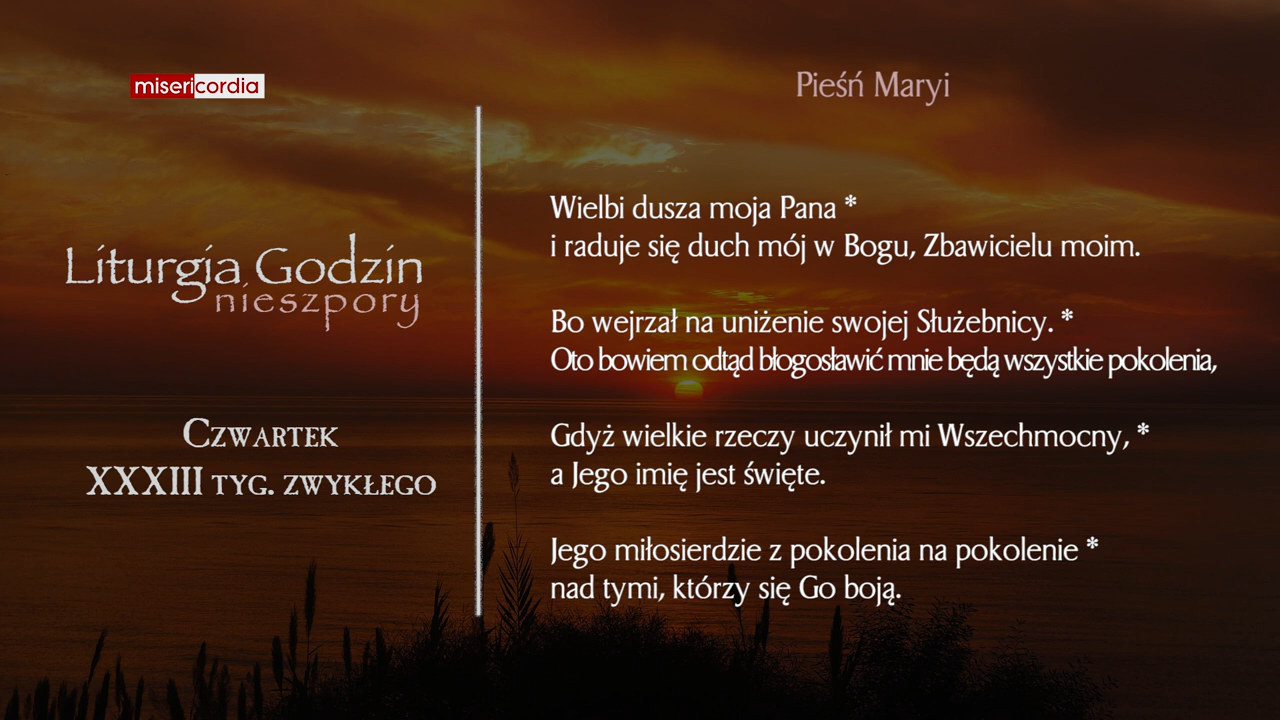 misericordia
Liturgia Godzin
nieszpory
Czwartek
XXXIII tyg. zwykłego
Pieśń Maryi
Wielbi dusza moja Pana *
i raduje się duch mój w Bogu, Zbawicielu moim.
Bo wejrzał na uniżenie swojej Służebnicy. *
Oto bowiem odtąd błogosławić mnie będą wszystkie pokolenia,
Gdyż wielkie rzeczy uczynił mi Wszechmocny, *
a Jego imię jest święte.
Jego miłosierdzie z pokolenia na pokolenie *
nad tymi, którzy się Go boją.